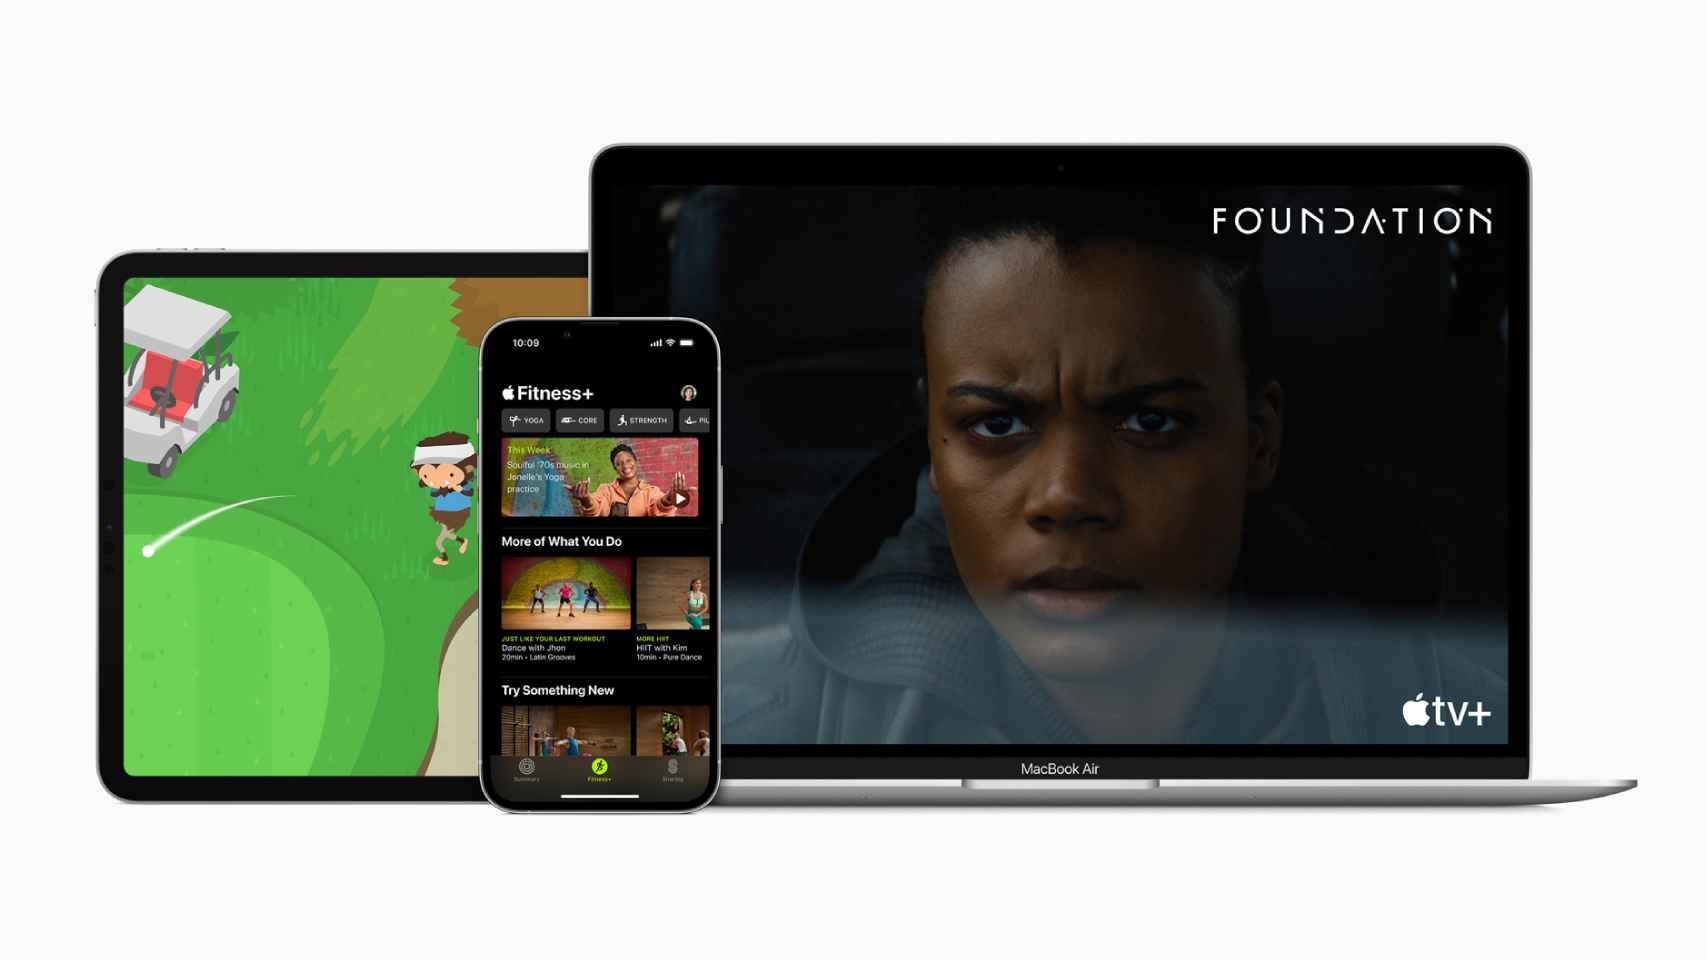 FOUNDATION
10:09
Fitness+
YOGA
CORE
STRENGTH
PIL
This Week
Soulful '70s music in
Jonelle's Yoga
practice
More of What You Do
JUST LIKE YOUR LAST WORKOUT
Dance with Jhon
20min • Latin Grooves
MORE HIIT
HIIT with Kim
10min • Pure Dance
Try Something New
Summary
Fitness+
Sharing
tv+
MacBook Air